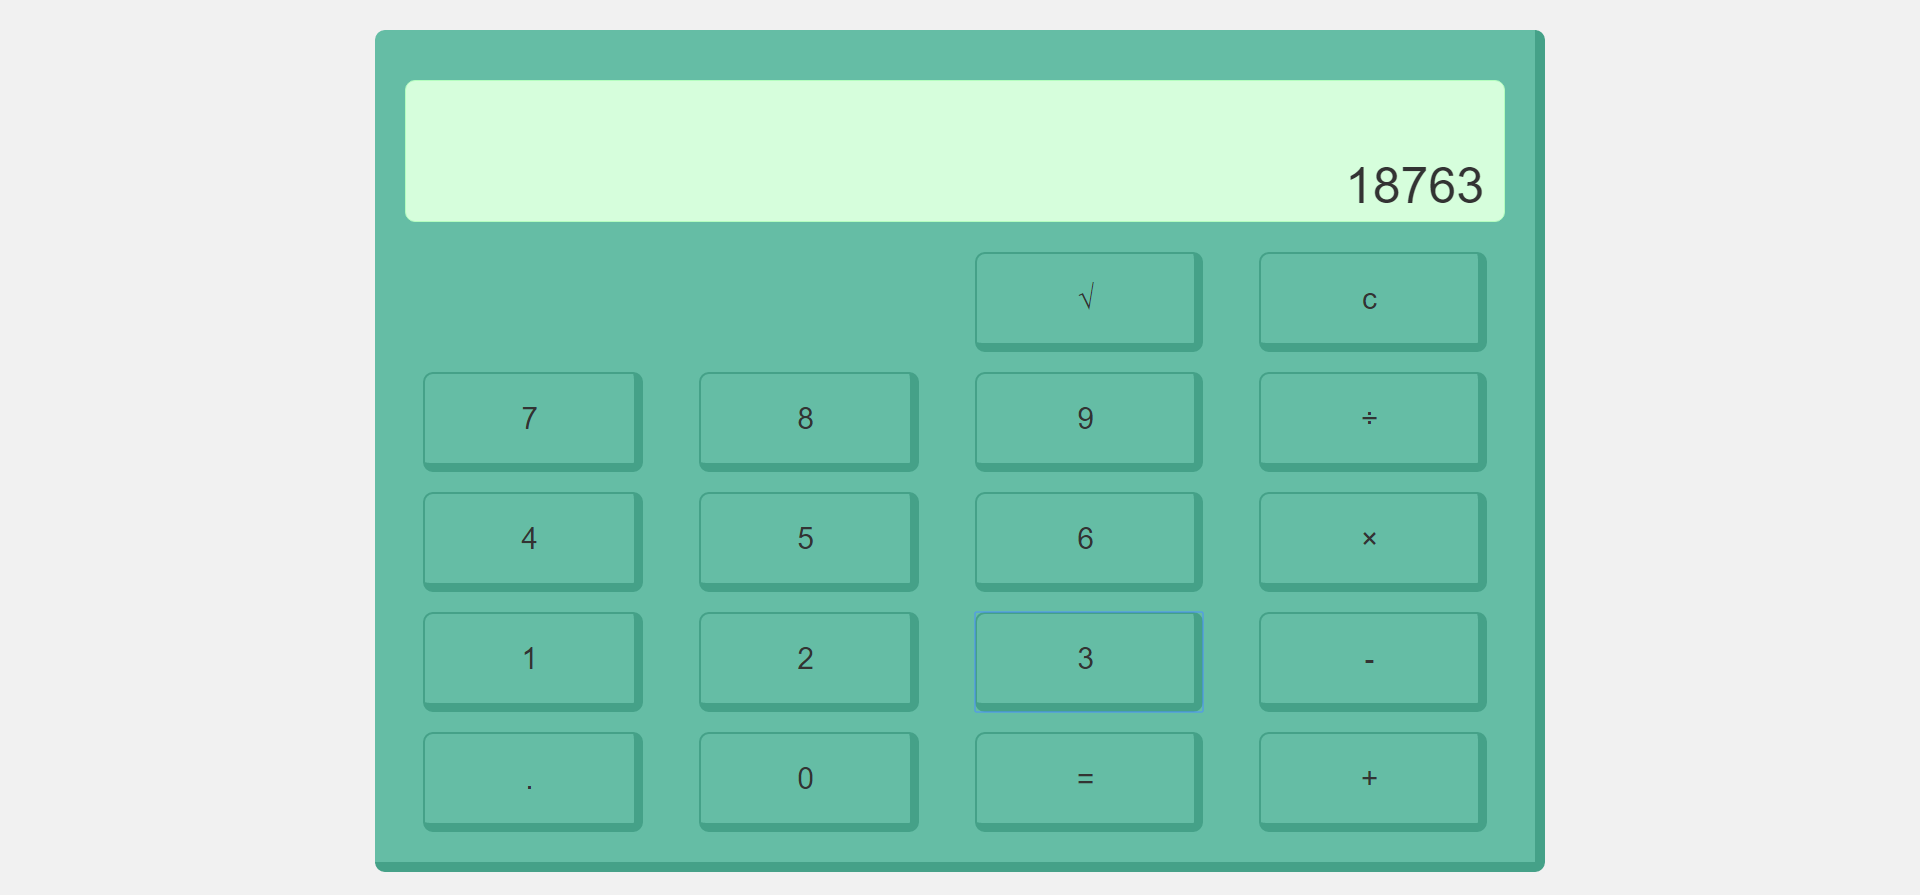 18763
√ c
7 8 9 ÷
4 5 6 ×
1 2 3 -
. 0 = +